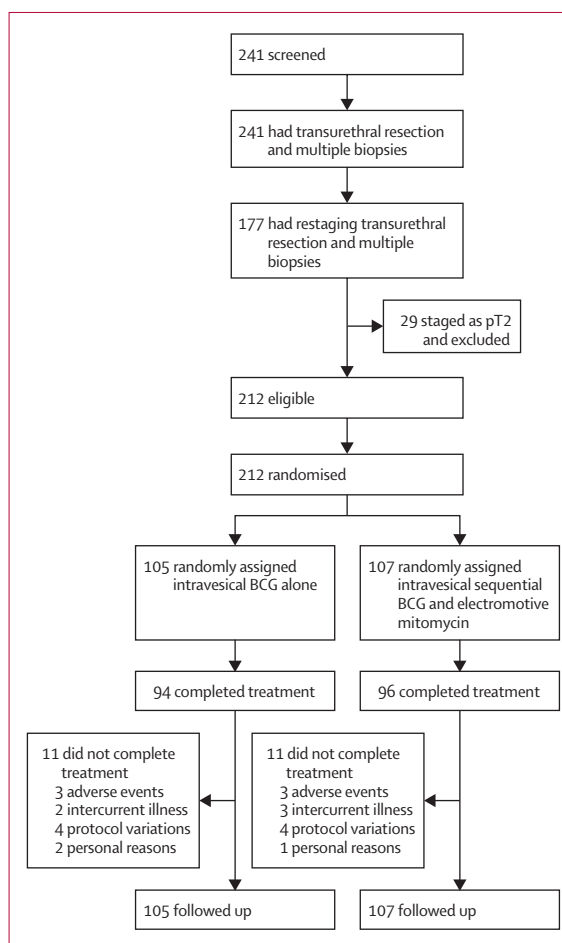 241 screened
241 had transurethral resection
and multiple biopsies
177 had restaging transurethral
resection and multiple
biopsies
29 staged as pT2
and excluded
212 eligible
212 randomised
105 randomly assigned
intravesical BCG alone
107 randomly assigned
intravesical sequential
BCG and electromotive
mitomycin
94 completed treatment
96 completed treatment
11 did not complete
treatment
3 adverse events
2 intercurrent illness
4 protocol variations
2 personal reasons
11 did not complete
treatment
3 adverse events
3 intercurrent illness
4 protocol variations
1 personal reasons
105 followed up
107 followed up